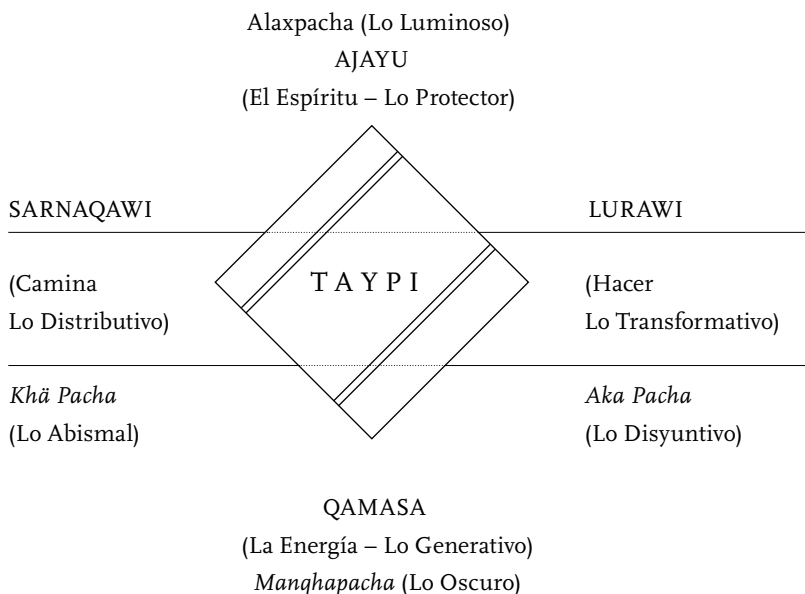 Alaxpacha (Lo Luminoso)
AJAYU
(El Espíritu – Lo Protector)
SARNAQAWI
LURAWI
TAYPI
(Camina
Lo Distributivo)
(Hacer
Lo Transformativo)
Khä Pacha
(Lo Abismal)
Aka Pacha
(Lo Disyuntivo)
QAMASA
(La Energía – Lo Generativo)
Manqhapacha (Lo Oscuro)